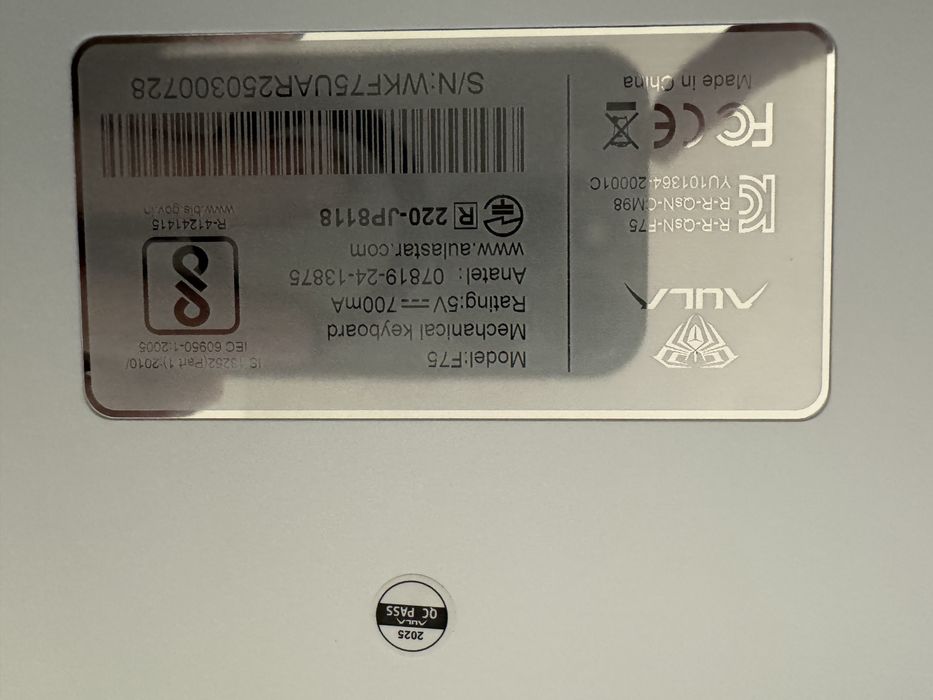 AULA
R-R-QsN-F75
R-R-QsN-CM98
YU101364-20001C
FC CE
Made in China
Model:F75
Mechanical keyboard
Rating:5V⎓700mA
Anatel: 07819-24-13875
www.aulastar.com
R 220-JP8118
S/N:WKF75UAR250300728
IS 13252(Part 1):2010/
IEC 60950-1:2005
R-41241415
www.bis.gov.in
2025
AULA
QC PASS